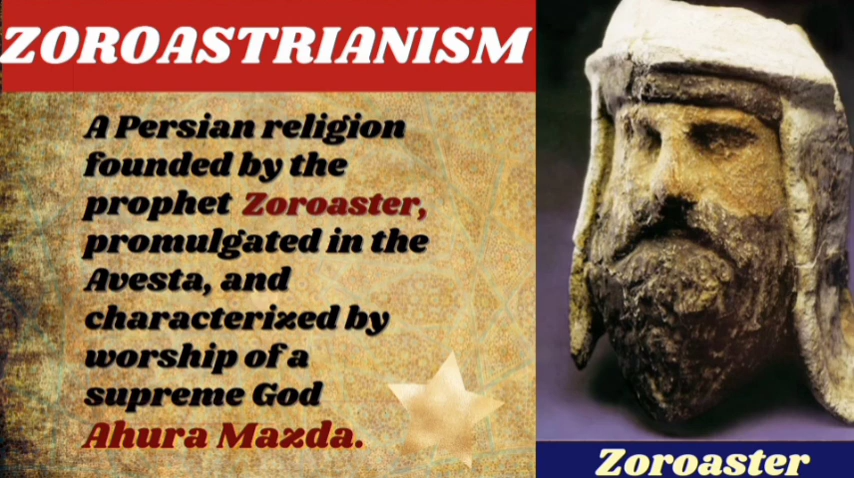 ZOROASTRIANISM
A Persian religion
founded by the
prophet Zoroaster,
promulgated in the
Avesta, and
characterized by
worship of a
supreme God
Ahura Mazda.
Zoroaster